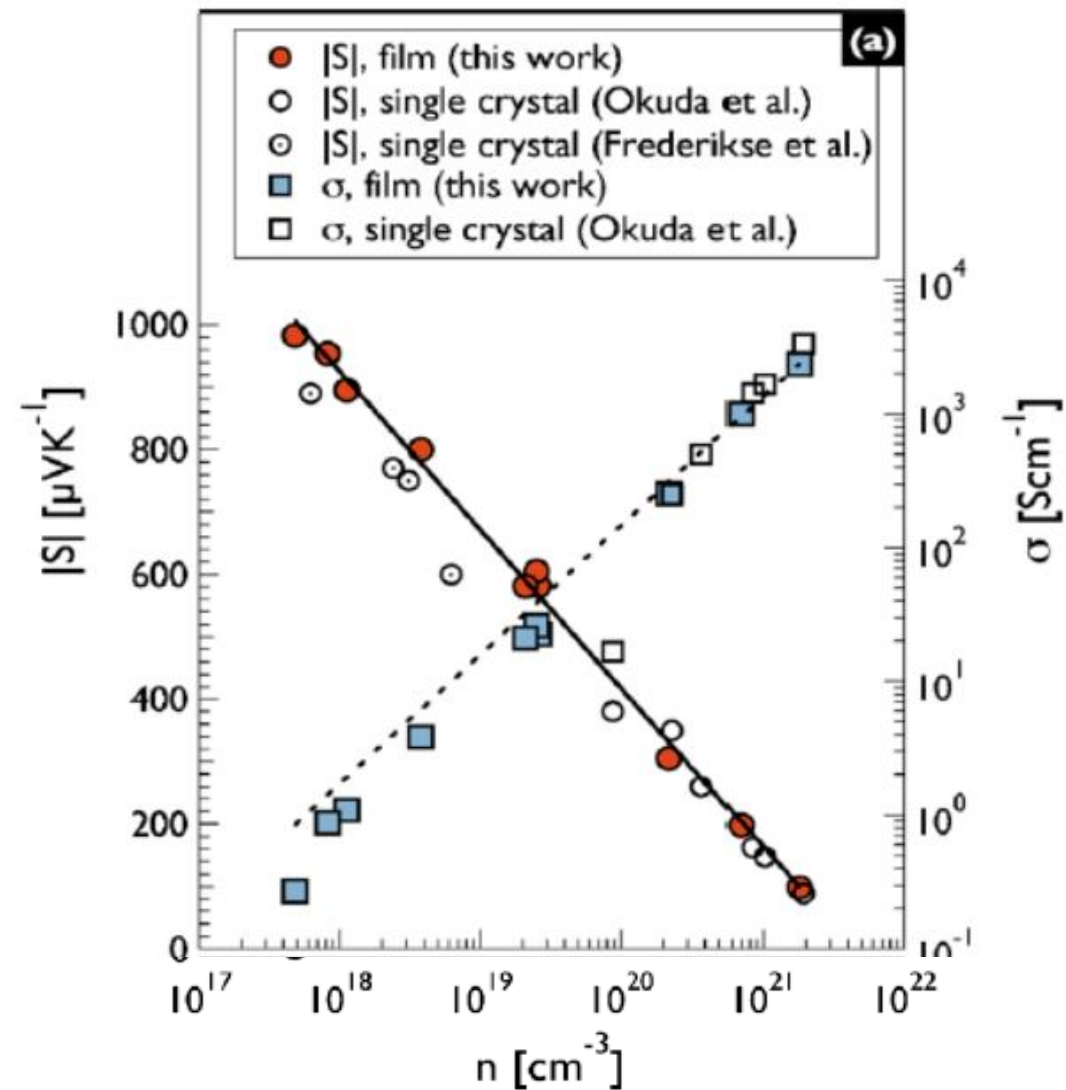 (a)
|S|, film (this work)
|S|, single crystal (Okuda et al.)
|S|, single crystal (Frederikse et al.)
σ, film (this work)
σ, single crystal (Okuda et al.)
1000
800
600
400
200
0
|S| [μVK⁻¹]
10⁴
10³
10²
10¹
10⁰
10⁻¹
σ [Scm⁻¹]
10¹⁷ 10¹⁸ 10¹⁹ 10²⁰ 10²¹ 10²²
n [cm⁻³]